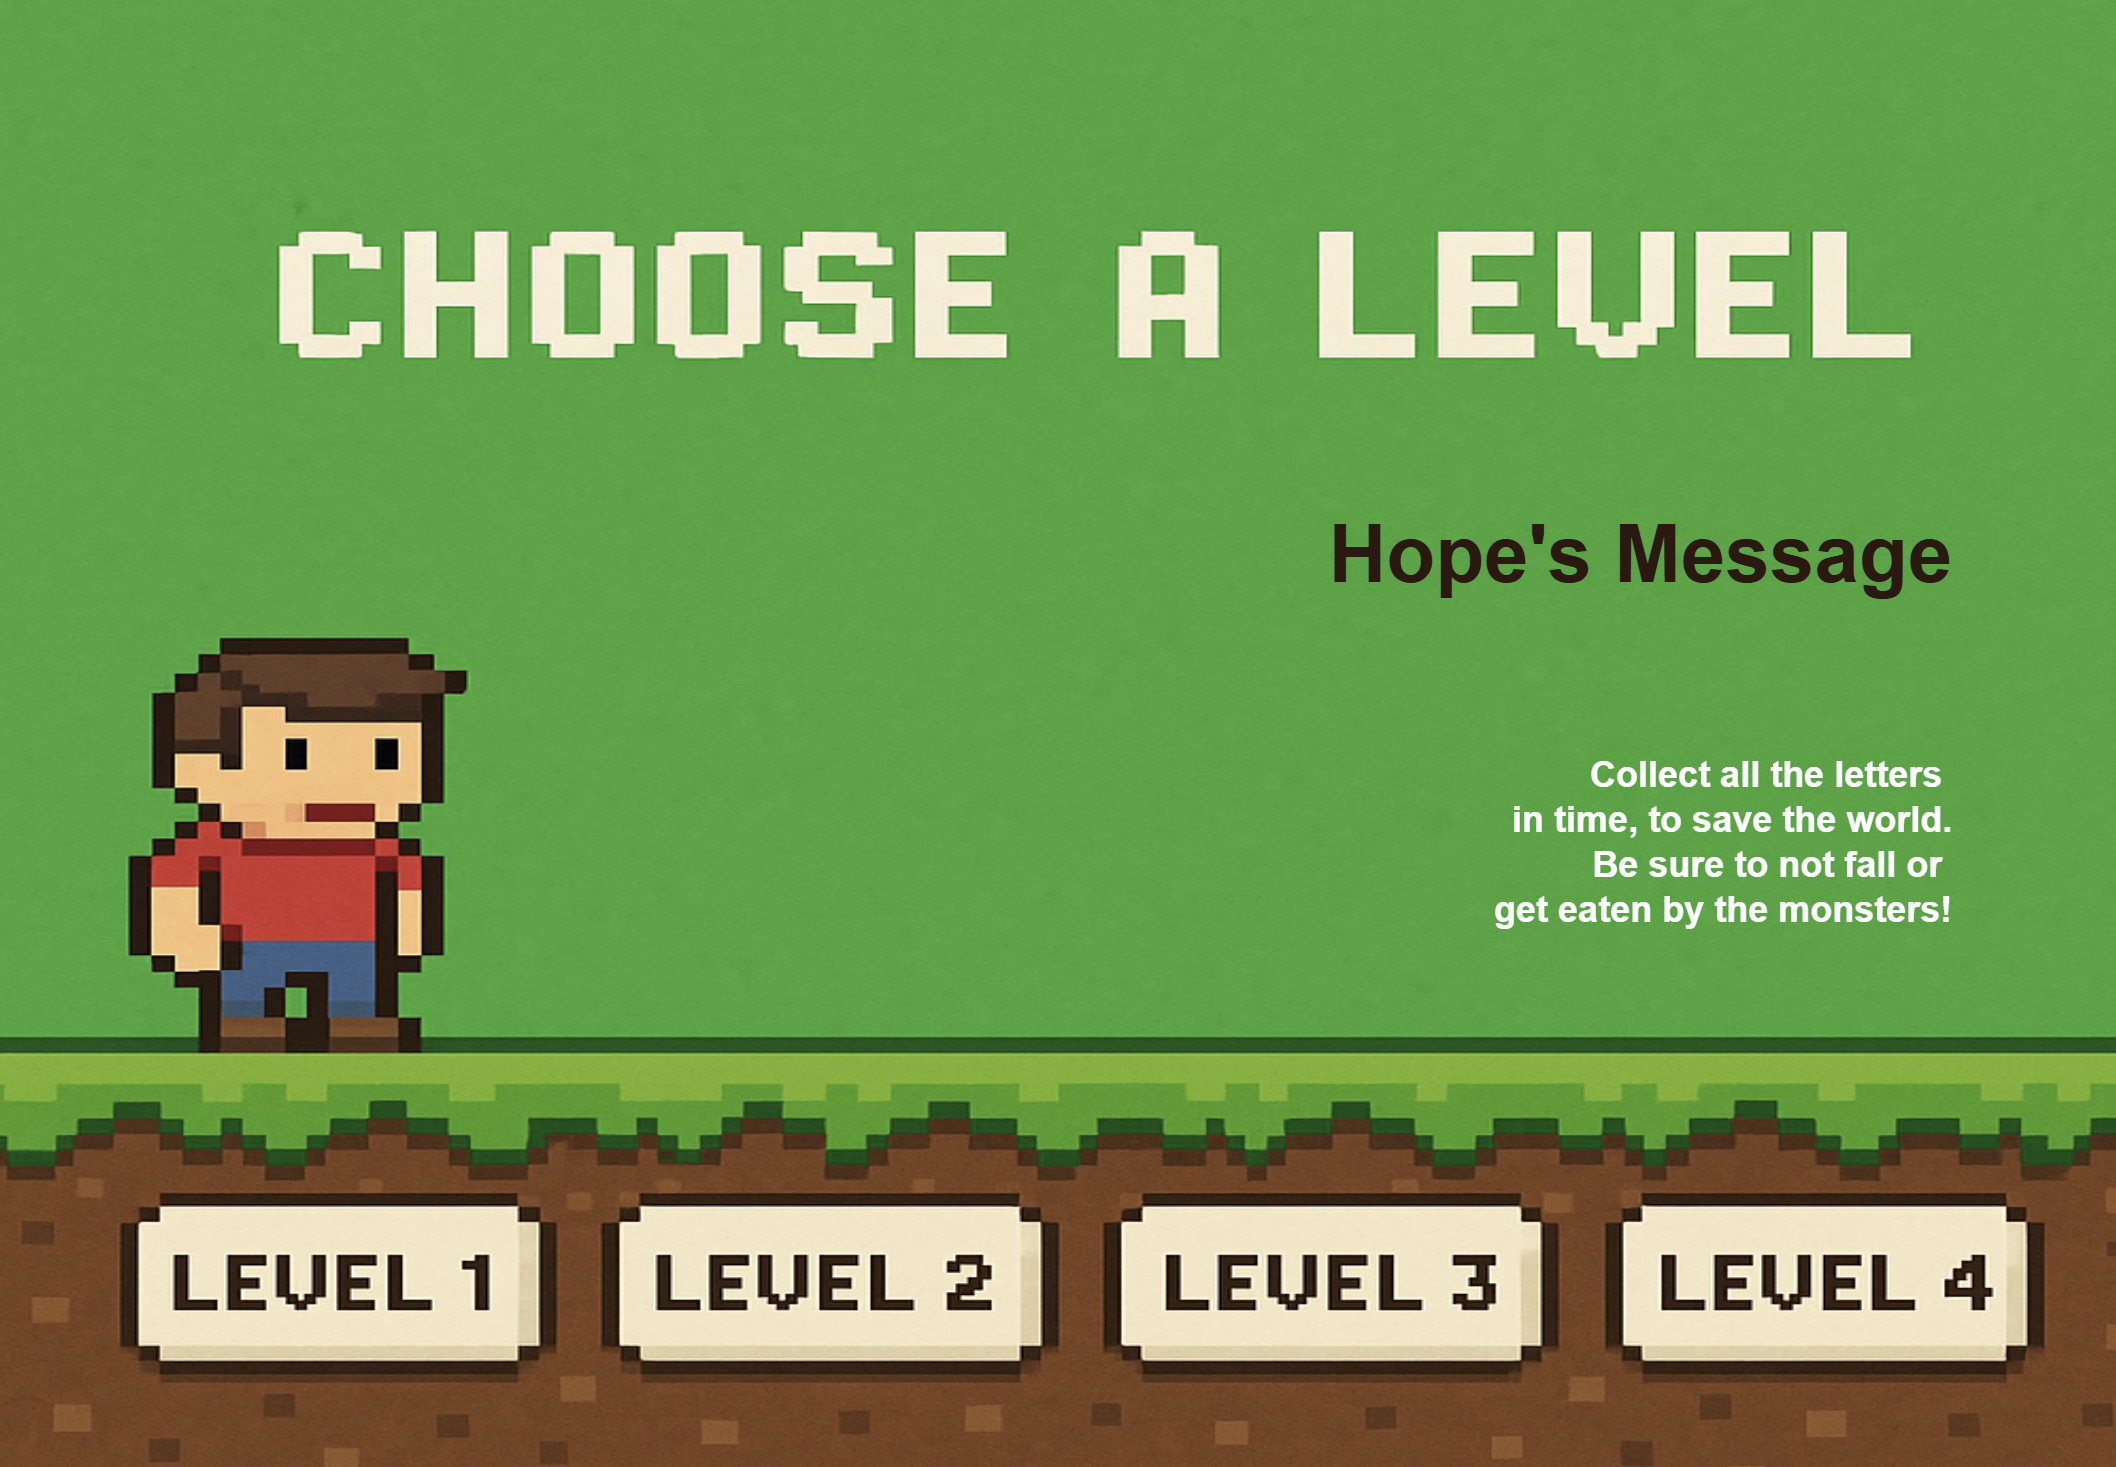 CHOOSE A LEVEL
Hope's Message
Collect all the letters
in time, to save the world.
Be sure to not fall or
get eaten by the monsters!
LEVEL 1
LEVEL 2
LEVEL 3
LEVEL 4